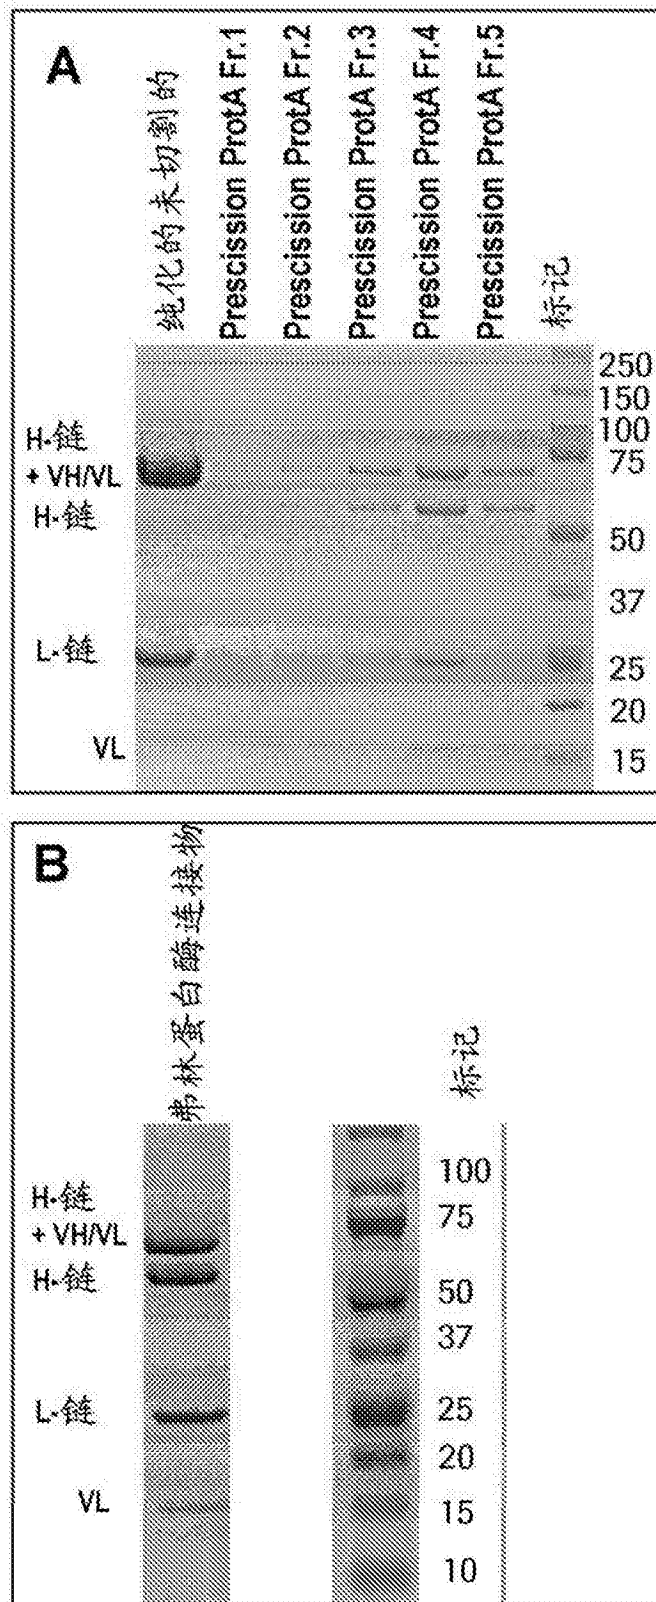 A
纯化的未切割的
Prescission ProtA Fr.1
Prescission ProtA Fr.2
Prescission ProtA Fr.3
Prescission ProtA Fr.4
Prescission ProtA Fr.5
标记
250
150
100
75
50
37
25
20
15
H-链
+ VH/VL
H-链
L-链
VL
B
弗林蛋白酶连接物
标记
100
75
50
37
25
20
15
10
H-链
+ VH/VL
H-链
L-链
VL